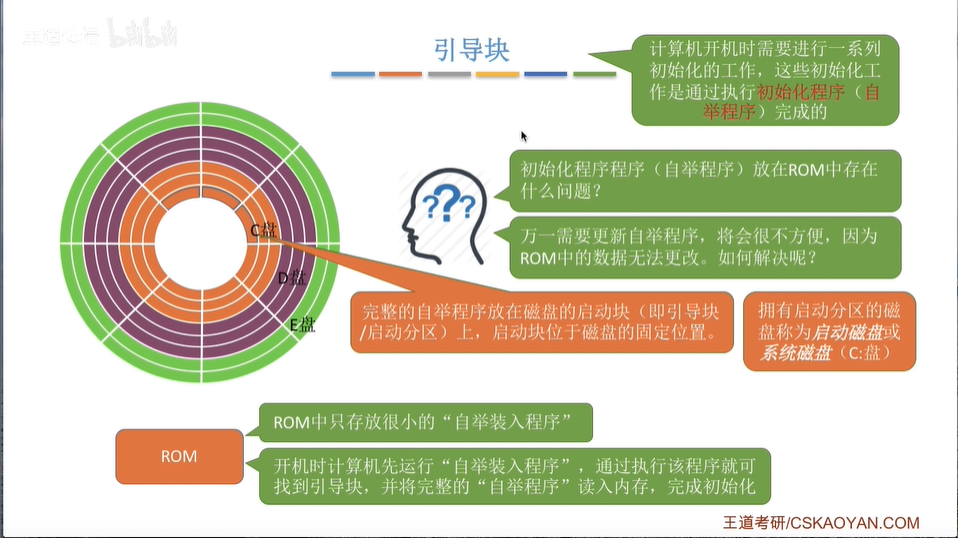 王道考研 bilibili
引导块
计算机开机时需要进行一系列
初始化的工作，这些初始化工
作是通过执行初始化程序（自
举程序）完成的
初始化程序程序（自举程序）放在ROM中存在
什么问题？
万一需要更新自举程序，将会很不方便，因为
ROM中的数据无法更改。如何解决呢？
???
C盘
D盘
E盘
完整的自举程序放在磁盘的启动块（即引导块
/启动分区）上，启动块位于磁盘的固定位置。
拥有启动分区的磁
盘称为启动磁盘或
系统磁盘（C:盘）
ROM中只存放很小的“自举装入程序”
ROM
开机时计算机先运行“自举装入程序”，通过执行该程序就可
找到引导块，并将完整的“自举程序”读入内存，完成初始化
王道考研/CSKAOYAN.COM